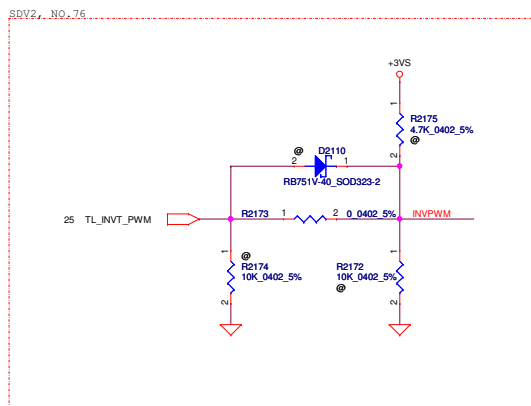 SDV2, NO.76
+3VS
1
R2175
4.7K_0402_5%
@
2
@
D2110
2
1
RB751V-40_SOD323-2
25 TL_INVT_PWM
R2173
1
2
0_0402_5%
INVPWM
1
@
R2174
10K_0402_5%
2
1
R2172
10K_0402_5%
@
2